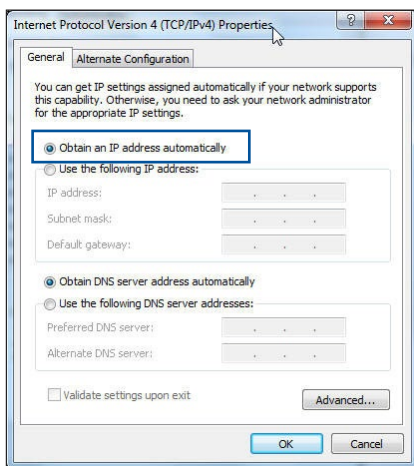 Internet Protocol Version 4 (TCP/IPv4) Properties
General
Alternate Configuration
You can get IP settings assigned automatically if your network supports
this capability. Otherwise, you need to ask your network administrator
for the appropriate IP settings.
Obtain an IP address automatically
Use the following IP address:
IP address:
Subnet mask:
Default gateway:
Obtain DNS server address automatically
Use the following DNS server addresses:
Preferred DNS server:
Alternate DNS server:
Validate settings upon exit
Advanced...
OK
Cancel